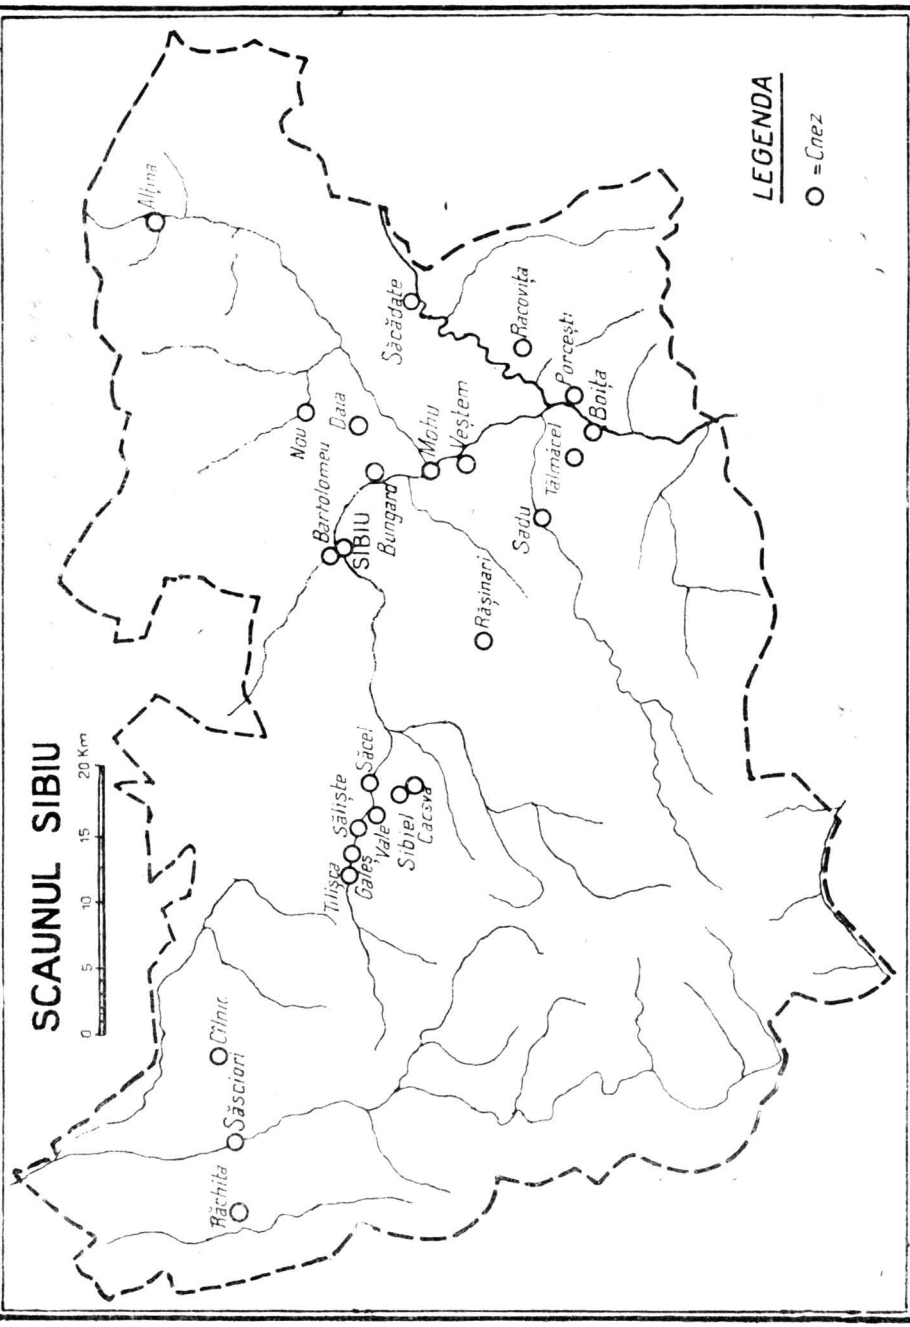 SCAUNUL SIBIU
0 5 10 15 20 Km
LEGENDA
= Cnez
Alțina
Nou
Daia
Bartolomeu
SIBIU
Bungard
Mohu
Veștem
Săcădate
Racovița
Porcești
Boița
Tălmăcel
Sadu
Rășinari
Săcel
Săliște
Vale
Sibiel
Cacova
Galeș
Tilișca
Cîlnic
Săsciori
Răchita